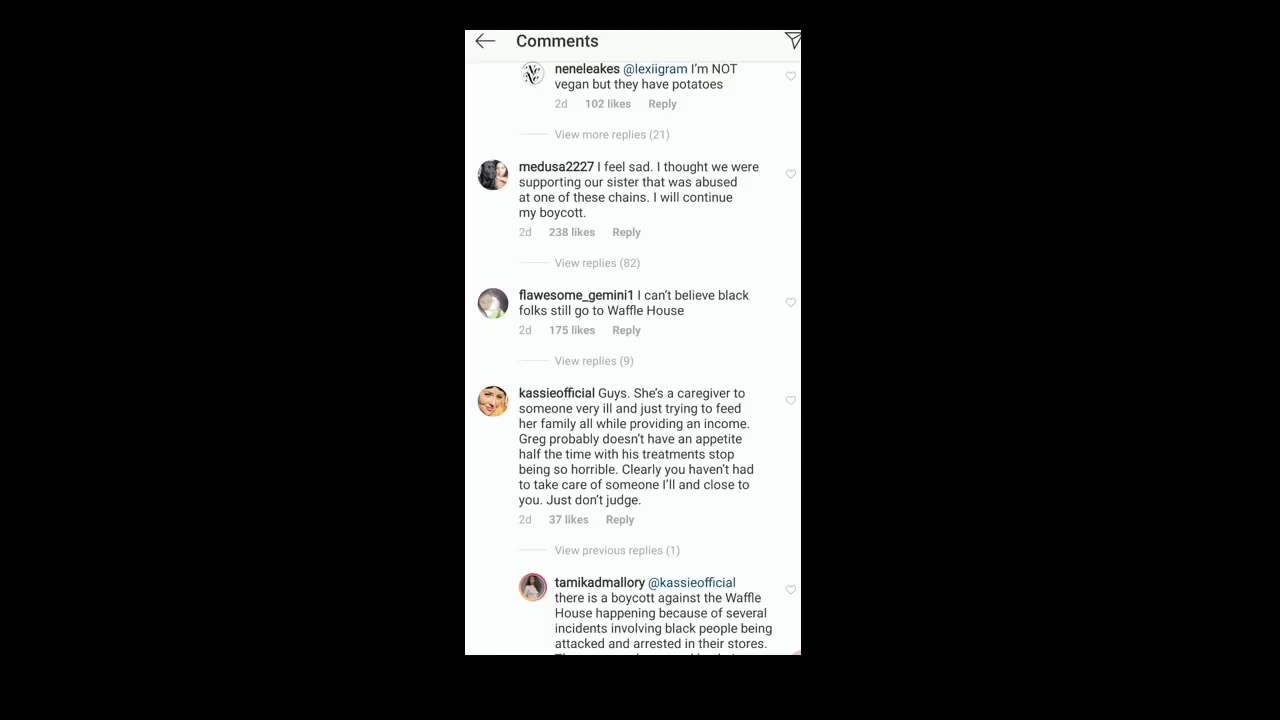 Comments
neneleakes @lexiigram I'm NOT
vegan but they have potatoes
2d 102 likes Reply
View more replies (21)
medusa2227 I feel sad. I thought we were
supporting our sister that was abused
at one of these chains. I will continue
my boycott.
2d 238 likes Reply
View replies (82)
flawesome_gemini1 I can't believe black
folks still go to Waffle House
2d 175 likes Reply
View replies (9)
kassieofficial Guys. She's a caregiver to
someone very ill and just trying to feed
her family all while providing an income.
Greg probably doesn't have an appetite
half the time with his treatments stop
being so horrible. Clearly you haven't had
to take care of someone I'll and close to
you. Just don't judge.
2d 37 likes Reply
View previous replies (1)
tamikadmallory @kassieofficial
there is a boycott against the Waffle
House happening because of several
incidents involving black people being
attacked and arrested in their stores.